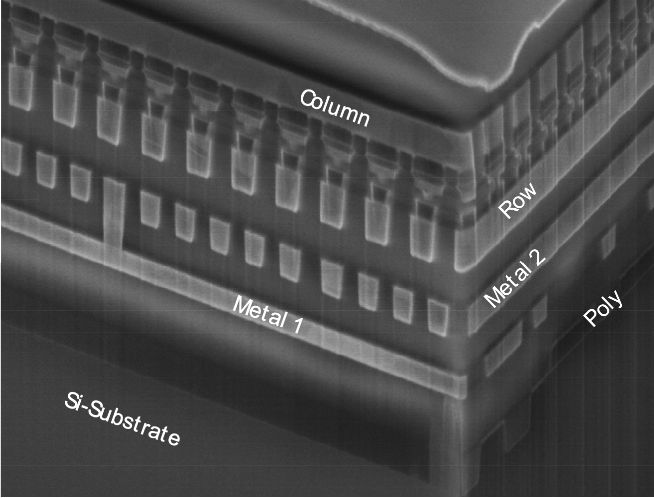 Column
Row
Metal 2
Metal 1
Poly
Si-Substrate